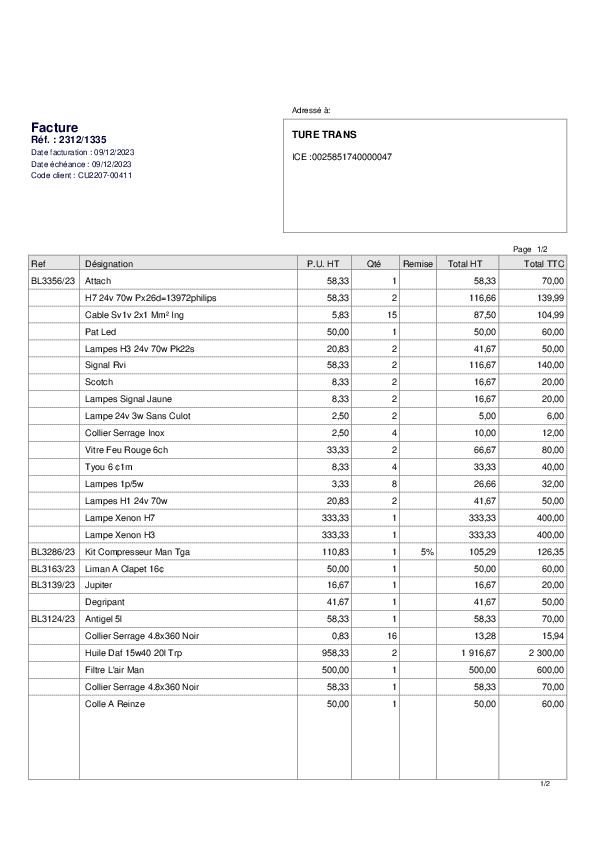 Adressé à:
Facture
Réf. : 2312/1335
Date facturation : 09/12/2023
Date échéance : 09/12/2023
Code client : CU2207-00411
TURE TRANS
ICE :0025851740000047
Page 1/2
Ref Désignation P.U. HT Qté Remise Total HT Total TTC
BL3356/23 Attach 58,33 1 58,33 70,00
H7 24v 70w Px26d=13972philips 58,33 2 116,66 139,99
Cable Sv1v 2x1 Mm² Ing 5,83 15 87,50 104,99
Pat Led 50,00 1 50,00 60,00
Lampes H3 24v 70w Pk22s 20,83 2 41,67 50,00
Signal Rvi 58,33 2 116,67 140,00
Scotch 8,33 2 16,67 20,00
Lampes Signal Jaune 8,33 2 16,67 20,00
Lampe 24v 3w Sans Culot 2,50 2 5,00 6,00
Collier Serrage Inox 2,50 4 10,00 12,00
Vitre Feu Rouge 6ch 33,33 2 66,67 80,00
Tyou 6 ¢1m 8,33 4 33,33 40,00
Lampes 1p/5w 3,33 8 26,66 32,00
Lampes H1 24v 70w 20,83 2 41,67 50,00
Lampe Xenon H7 333,33 1 333,33 400,00
Lampe Xenon H3 333,33 1 333,33 400,00
BL3286/23 Kit Compresseur Man Tga 110,83 1 5% 105,29 126,35
BL3163/23 Liman A Clapet 16¢ 50,00 1 50,00 60,00
BL3139/23 Jupiter 16,67 1 16,67 20,00
Degripant 41,67 1 41,67 50,00
BL3124/23 Antigel 5l 58,33 1 58,33 70,00
Collier Serrage 4.8x360 Noir 0,83 16 13,28 15,94
Huile Daf 15w40 20l Trp 958,33 2 1 916,67 2 300,00
Filtre L'air Man 500,00 1 500,00 600,00
Collier Serrage 4.8x360 Noir 58,33 1 58,33 70,00
Colle A Reinze 50,00 1 50,00 60,00
1/2